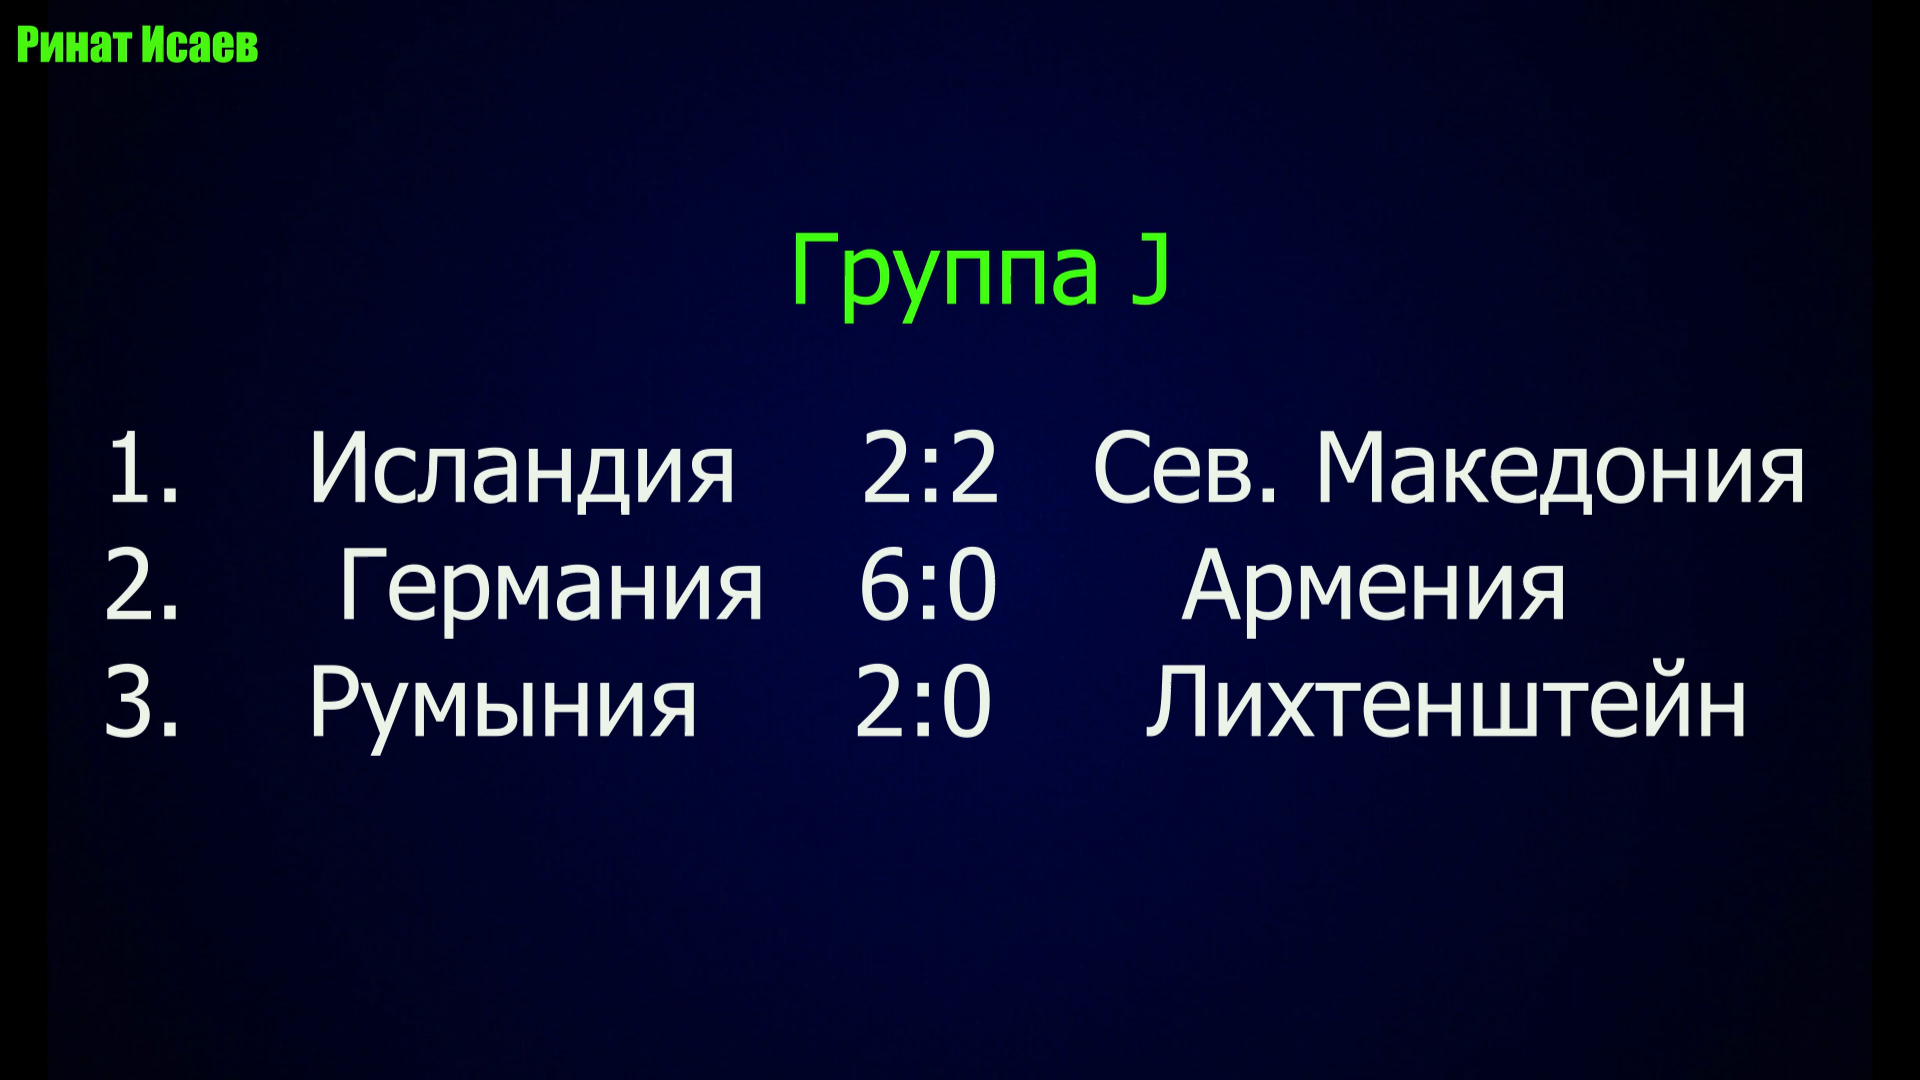 Ринат Исаев
Группа J
1. Исландия 2:2 Сев. Македония
2. Германия 6:0 Армения
3. Румыния 2:0 Лихтенштейн